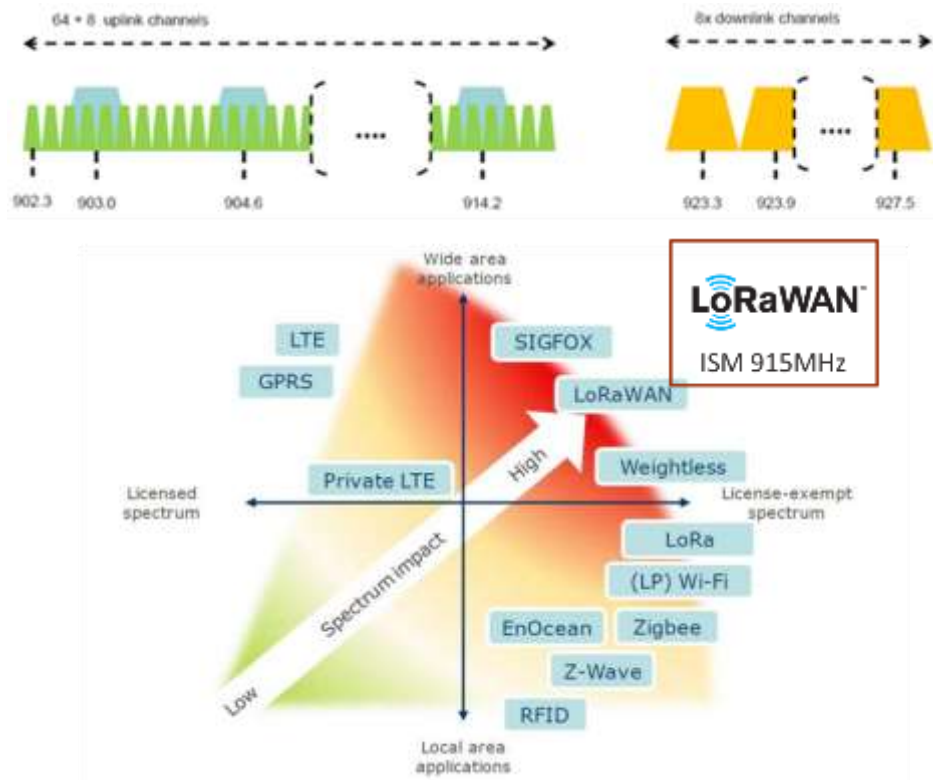 64 + 8 uplink channels
8x downlink channels
....
....
902.3 903.0 904.6 914.2 923.3 923.9 927.5
Wide area
applications
LoRaWAN™
ISM 915MHz
LTE
SIGFOX
GPRS
LoRaWAN
High
Weightless
Private LTE
Licensed
spectrum
License-exempt
spectrum
LoRa
Spectrum impact
(LP) Wi-Fi
EnOcean
Zigbee
Z-Wave
Low
RFID
Local area
applications